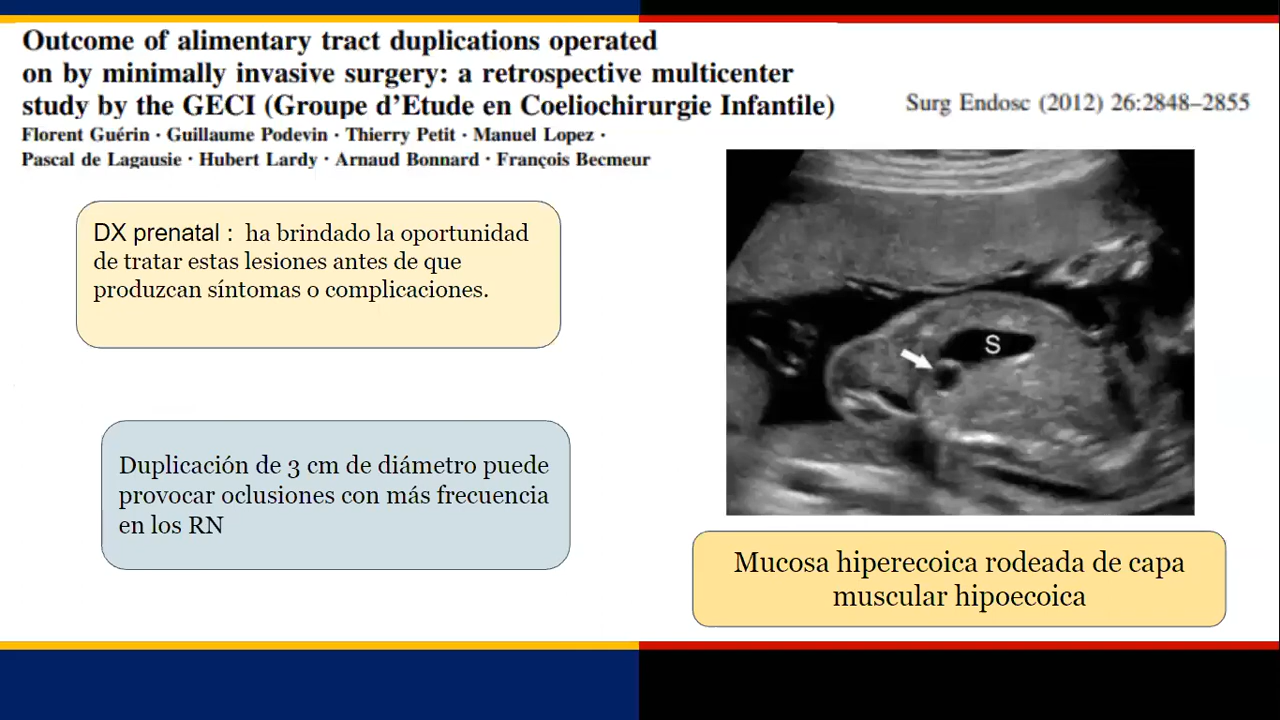 Outcome of alimentary tract duplications operated
on by minimally invasive surgery: a retrospective multicenter
study by the GECI (Groupe d'Etude en Coeliochirurgie Infantile)
Surg Endosc (2012) 26:2848–2855
Florent Guérin · Guillaume Podevin · Thierry Petit · Manuel Lopez ·
Pascal de Lagausie · Hubert Lardy · Arnaud Bonnard · François Becmeur
DX prenatal : ha brindado la oportunidad
de tratar estas lesiones antes de que
produzcan síntomas o complicaciones.
Duplicación de 3 cm de diámetro puede
provocar oclusiones con más frecuencia
en los RN
S
Mucosa hiperecoica rodeada de capa
muscular hipoecoica